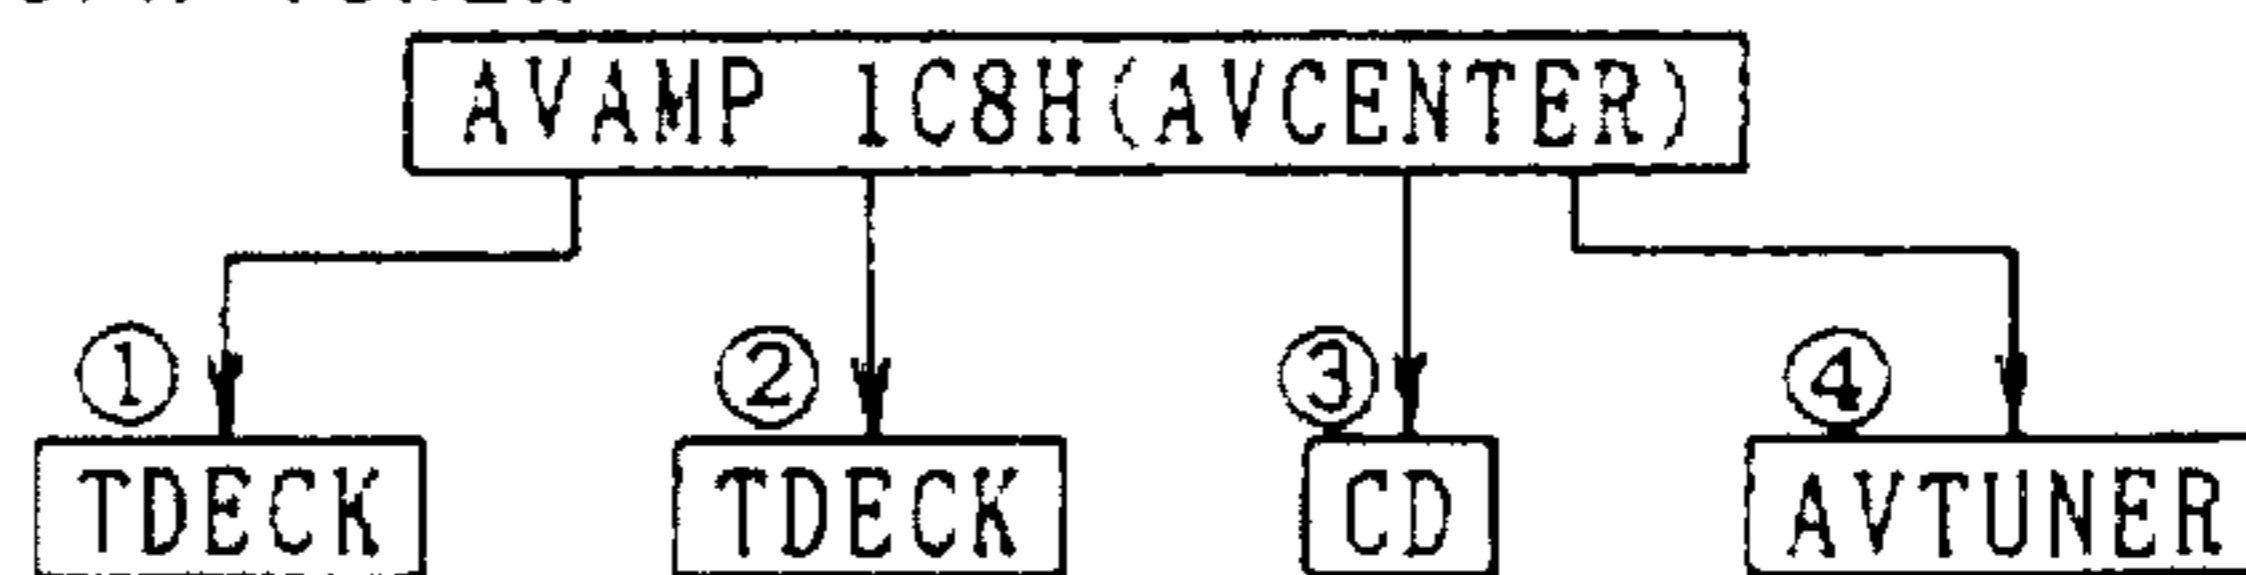 AVAMP 1C8H(AVCENTER)
① ② ③ ④
TDECK TDECK CD AVTUNER